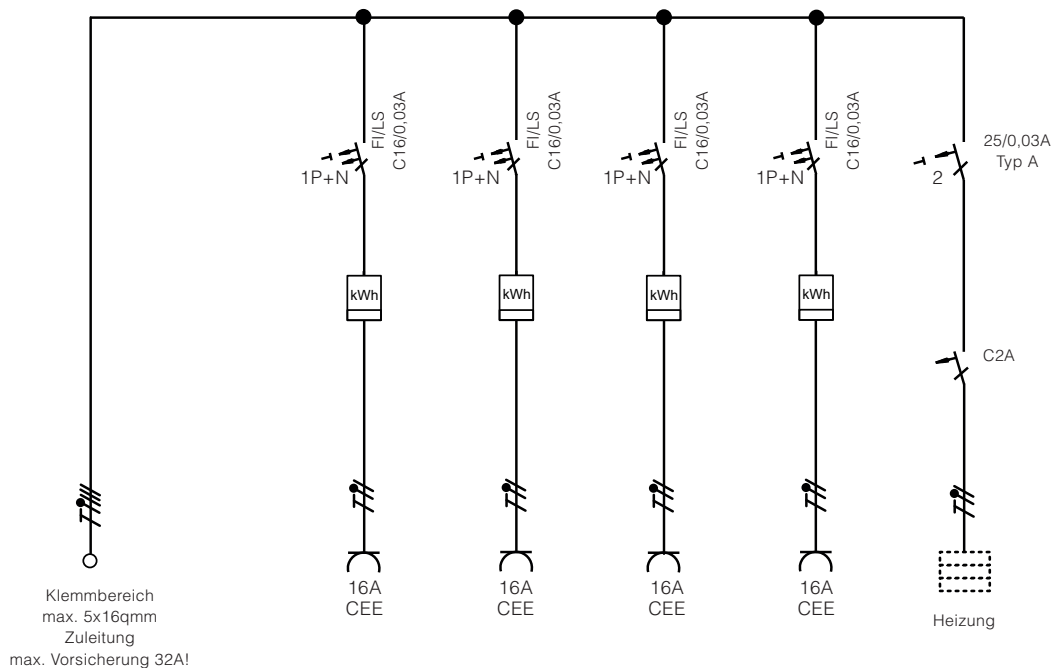 FI/LS
C16/0,03A
1P+N
kWh
16A
CEE
FI/LS
C16/0,03A
1P+N
kWh
16A
CEE
FI/LS
C16/0,03A
1P+N
kWh
16A
CEE
FI/LS
C16/0,03A
1P+N
kWh
16A
CEE
25/0,03A
Typ A
2
C2A
Heizung
Klemmbereich
max. 5x16qmm
Zuleitung
max. Vorsicherung 32A!